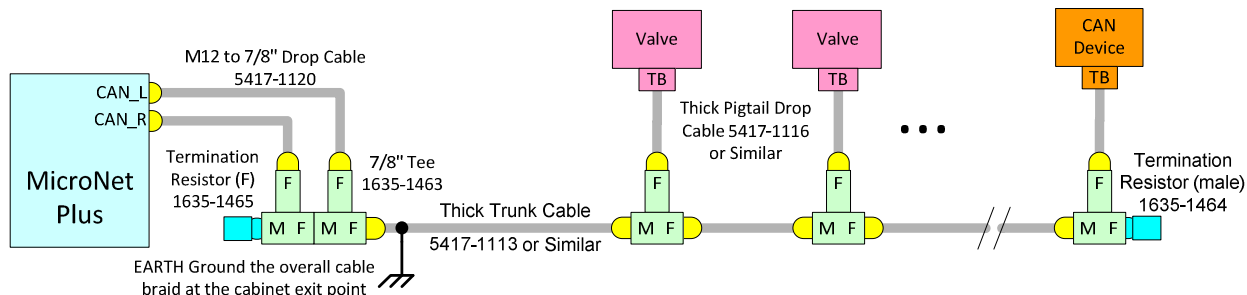 M12 to 7/8" Drop Cable
5417-1120
CAN_L
CAN_R
MicroNet
Plus
Termination
Resistor (F)
1635-1465
7/8" Tee
1635-1463
F
F
M F
M F
EARTH Ground the overall cable
braid at the cabinet exit point
Thick Trunk Cable
5417-1113 or Similar
Valve
TB
Thick Pigtail Drop
Cable 5417-1116
or Similar
F
M F
Valve
TB
F
M F
...
CAN
Device
TB
F
M F
Termination
Resistor (male)
1635-1464